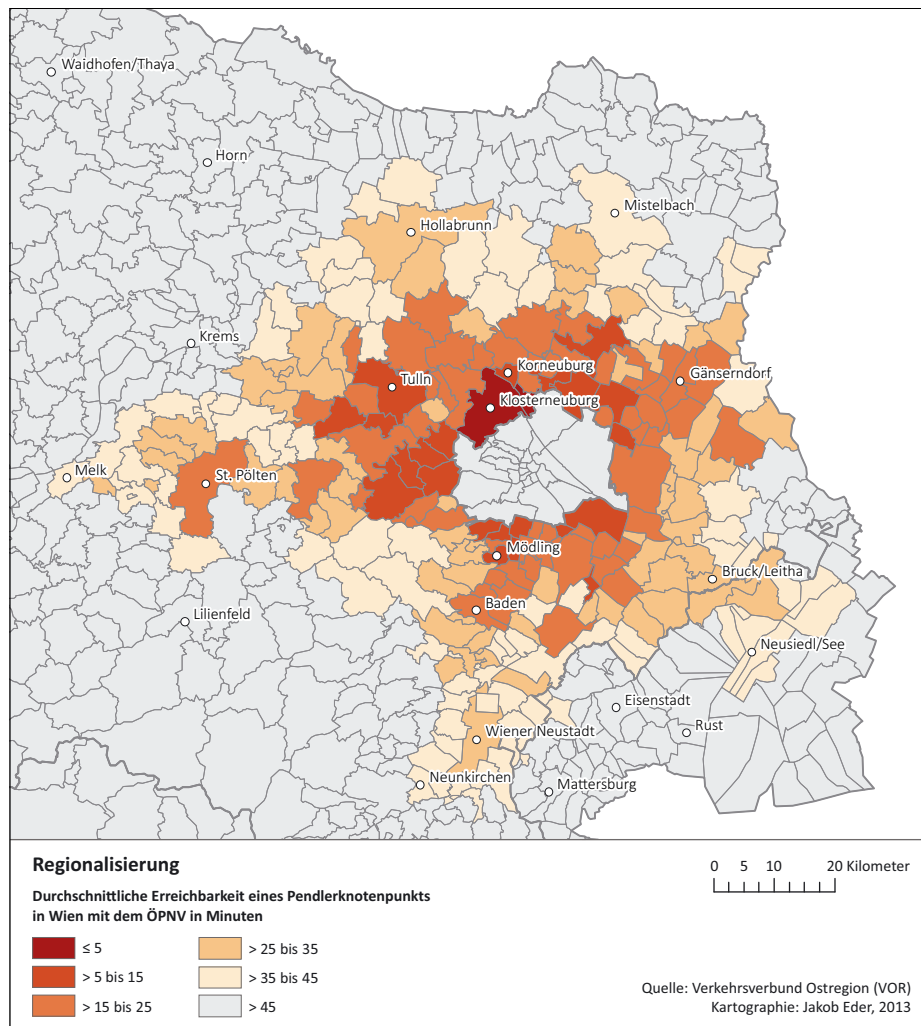 Waidhofen/Thaya
Horn
Mistelbach
Hollabrunn
Krems
Korneuburg
Tulln
Gänserndorf
Klosterneuburg
Melk
St. Pölten
Mödling
Bruck/Leitha
Baden
Lilienfeld
Neusiedl/See
Eisenstadt
Rust
Wiener Neustadt
Neunkirchen
Mattersburg
Regionalisierung
Durchschnittliche Erreichbarkeit eines Pendlerknotenpunkts
in Wien mit dem ÖPNV in Minuten
≤ 5
> 5 bis 15
> 15 bis 25
> 25 bis 35
> 35 bis 45
> 45
0 5 10 20 Kilometer
Quelle: Verkehrsverbund Ostregion (VOR)
Kartographie: Jakob Eder, 2013